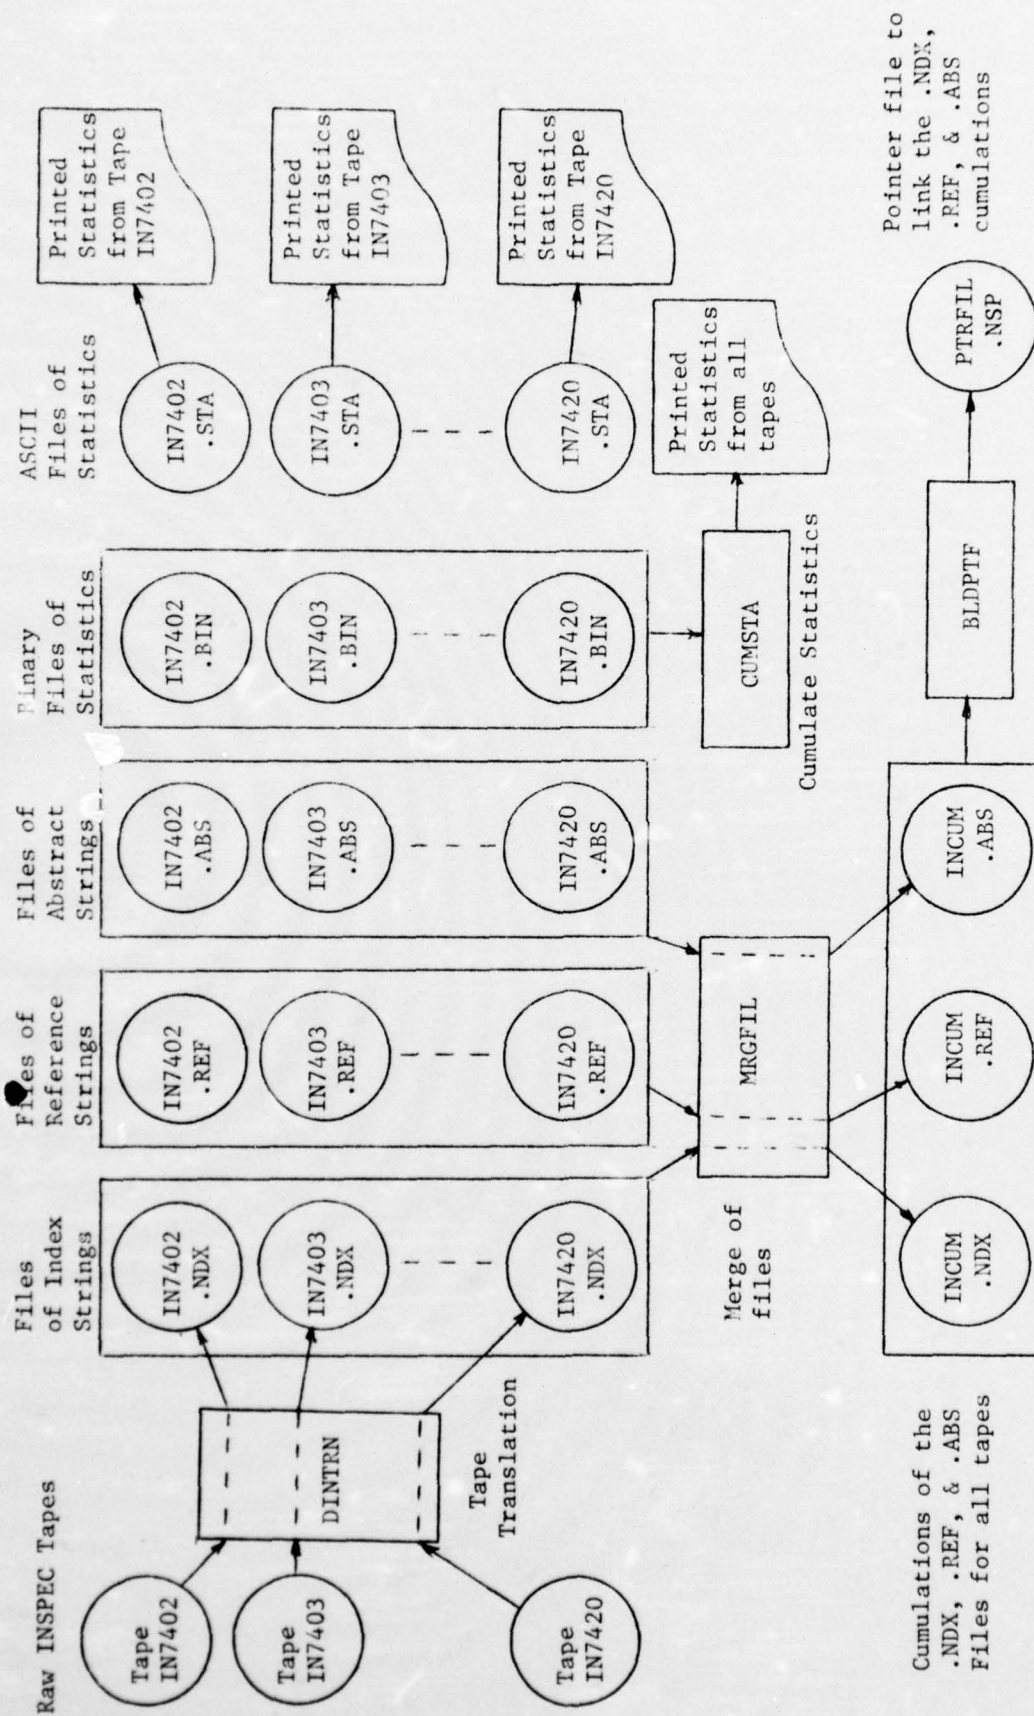 Raw INSPEC Tapes
Tape
IN7402
Tape
IN7403
Tape
IN7420
DINTRN
Tape
Translation
Files
of Index
Strings
IN7402
.NDX
IN7403
.NDX
IN7420
.NDX
Files of
Reference
Strings
IN7402
.REF
IN7403
.REF
IN7420
.REF
Files of
Abstract
Strings
IN7402
.ABS
IN7403
.ABS
IN7420
.ABS
Binary
Files of
Statistics
IN7402
.BIN
IN7403
.BIN
IN7420
.BIN
ASCII
Files of
Statistics
IN7402
.STA
IN7403
.STA
IN7420
.STA
Printed
Statistics
from Tape
IN7402
Printed
Statistics
from Tape
IN7403
Printed
Statistics
from Tape
IN7420
Merge of
files
MRGFIL
CUMSTA
Cumulate Statistics
Printed
Statistics
from all
tapes
Cumulations of the
.NDX, .REF, & .ABS
Files for all tapes
INCUM
.NDX
INCUM
.REF
INCUM
.ABS
BLDPTF
PTRFIL
.NSP
Pointer file to
link the .NDX,
.REF, & .ABS
cumulations